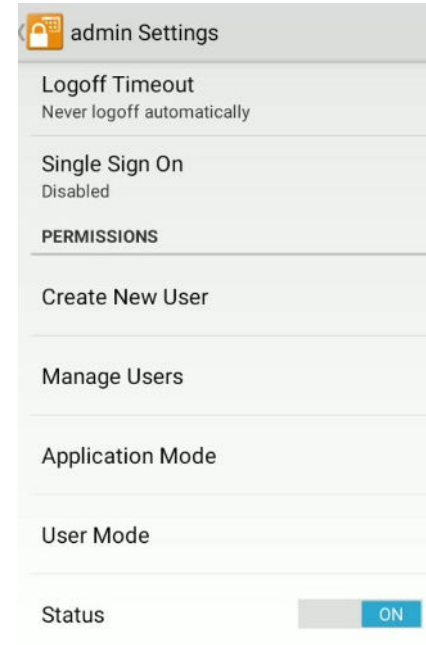 admin Settings
Logoff Timeout
Never logoff automatically
Single Sign On
Disabled
PERMISSIONS
Create New User
Manage Users
Application Mode
User Mode
Status
ON